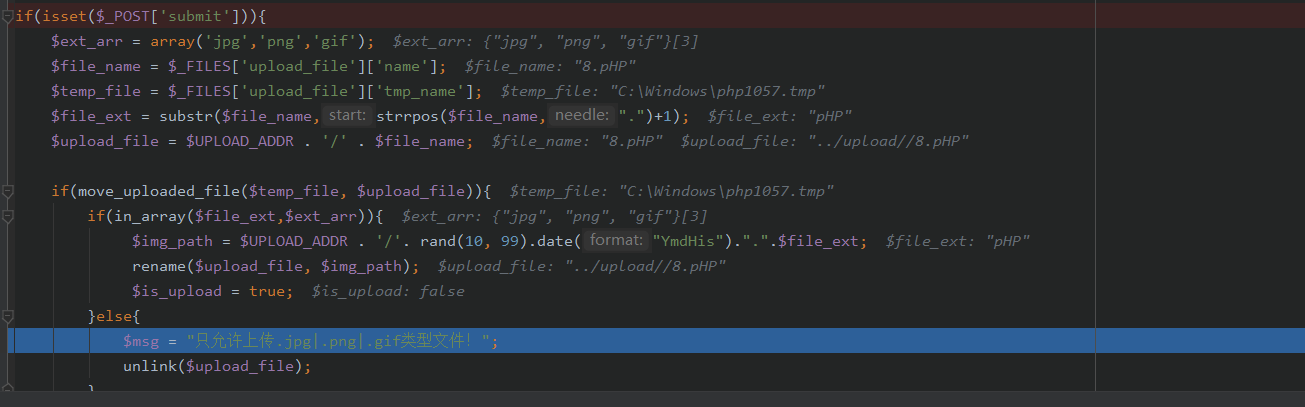 if(isset($_POST['submit'])){
$ext_arr = array('jpg','png','gif'); $ext_arr: {"jpg", "png", "gif"}[3]
$file_name = $_FILES['upload_file']['name']; $file_name: "8.pHP"
$temp_file = $_FILES['upload_file']['tmp_name']; $temp_file: "C:\Windows\php1057.tmp"
$file_ext = substr($file_name, start: strrpos($file_name, needle: ".")+1); $file_ext: "pHP"
$upload_file = $UPLOAD_ADDR . '/' . $file_name; $file_name: "8.pHP" $upload_file: "../upload//8.pHP"
if(move_uploaded_file($temp_file, $upload_file)){ $temp_file: "C:\Windows\php1057.tmp"
if(in_array($file_ext,$ext_arr)){ $ext_arr: {"jpg", "png", "gif"}[3]
$img_path = $UPLOAD_ADDR . '/'. rand(10, 99).date( format: "YmdHis").".".$file_ext; $file_ext: "pHP"
rename($upload_file, $img_path); $upload_file: "../upload//8.pHP"
$is_upload = true; $is_upload: false
}else{
$msg = "只允许上传.jpg|.png|.gif类型文件！";
unlink($upload_file);
}